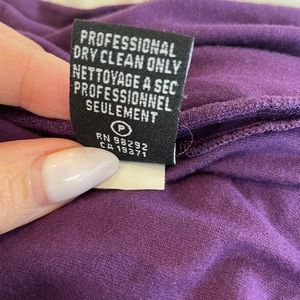 PROFESSIONAL
DRY CLEAN ONLY
NETTOYAGE A SEC
PROFESSIONNEL
SEULEMENT
P
RN 98292
CA 19371